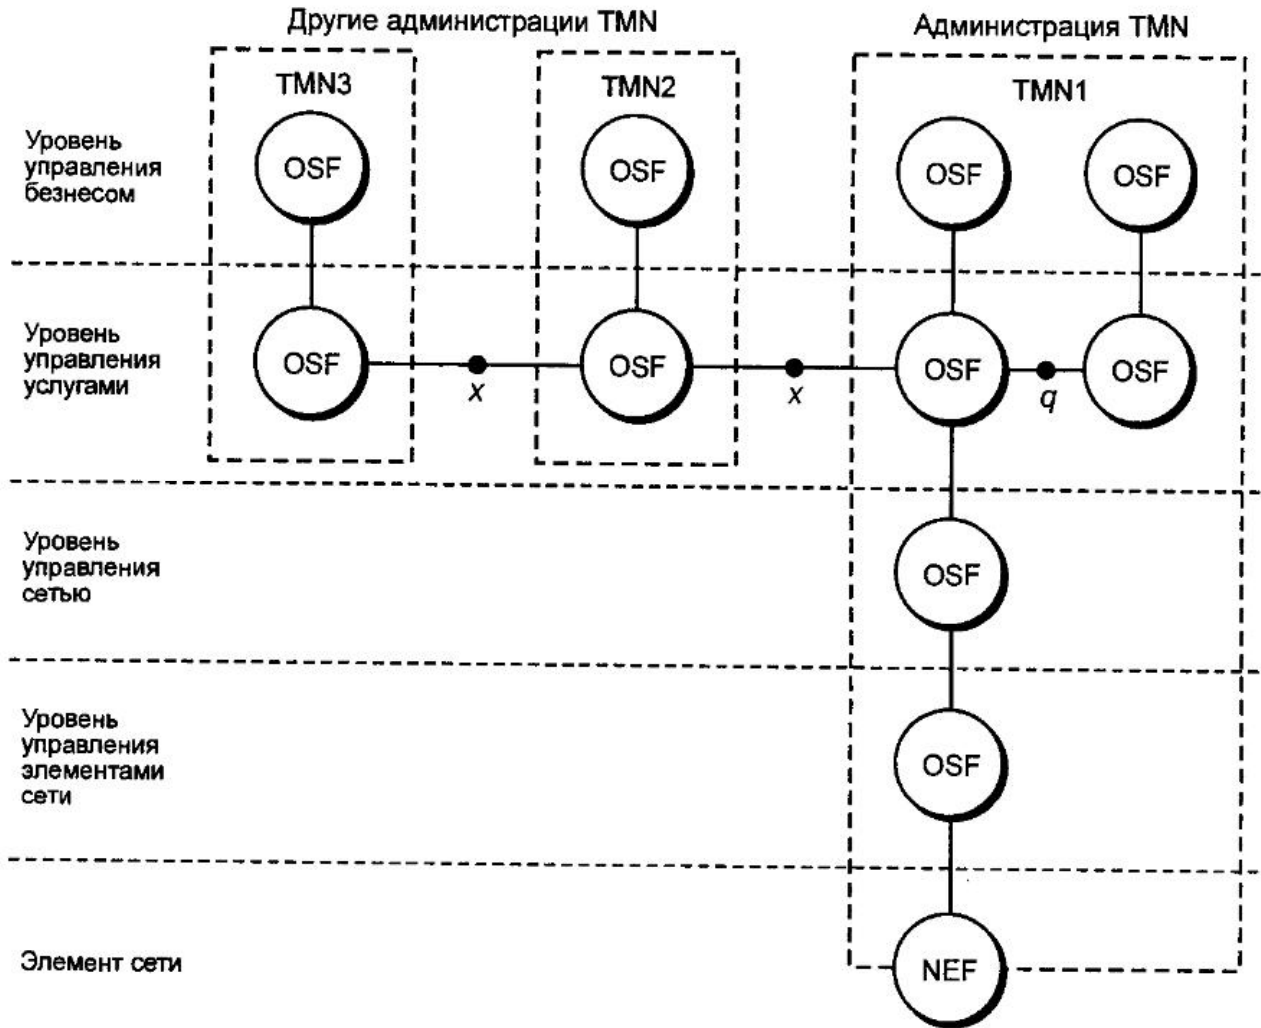 Другие администрации TMN
Администрация TMN
TMN3
TMN2
TMN1
Уровень
управления
безнесом
OSF
OSF
OSF
OSF
Уровень
управления
услугами
OSF
x
OSF
x
OSF
q
OSF
Уровень
управления
сетью
OSF
Уровень
управления
элементами
сети
OSF
Элемент сети
NEF